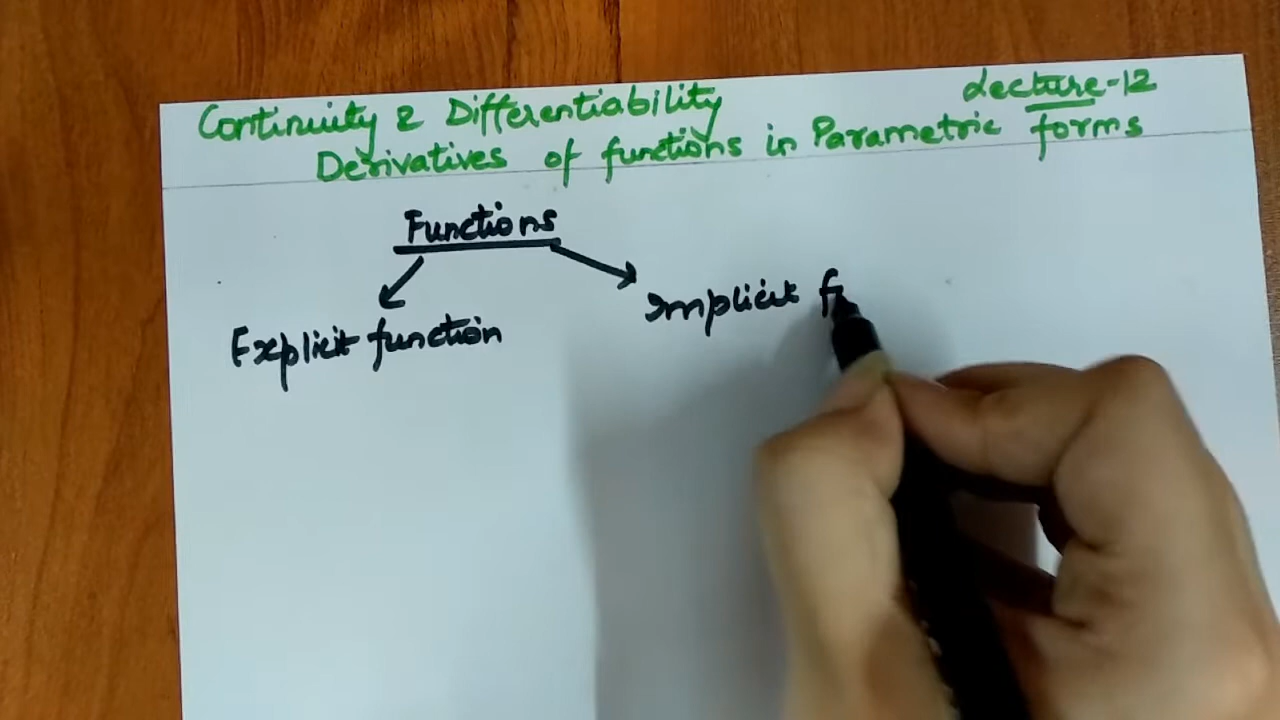 Lecture-12
Continuity & Differentiability
Derivatives of functions in Parametric forms
Functions
Explicit function
Implicit f